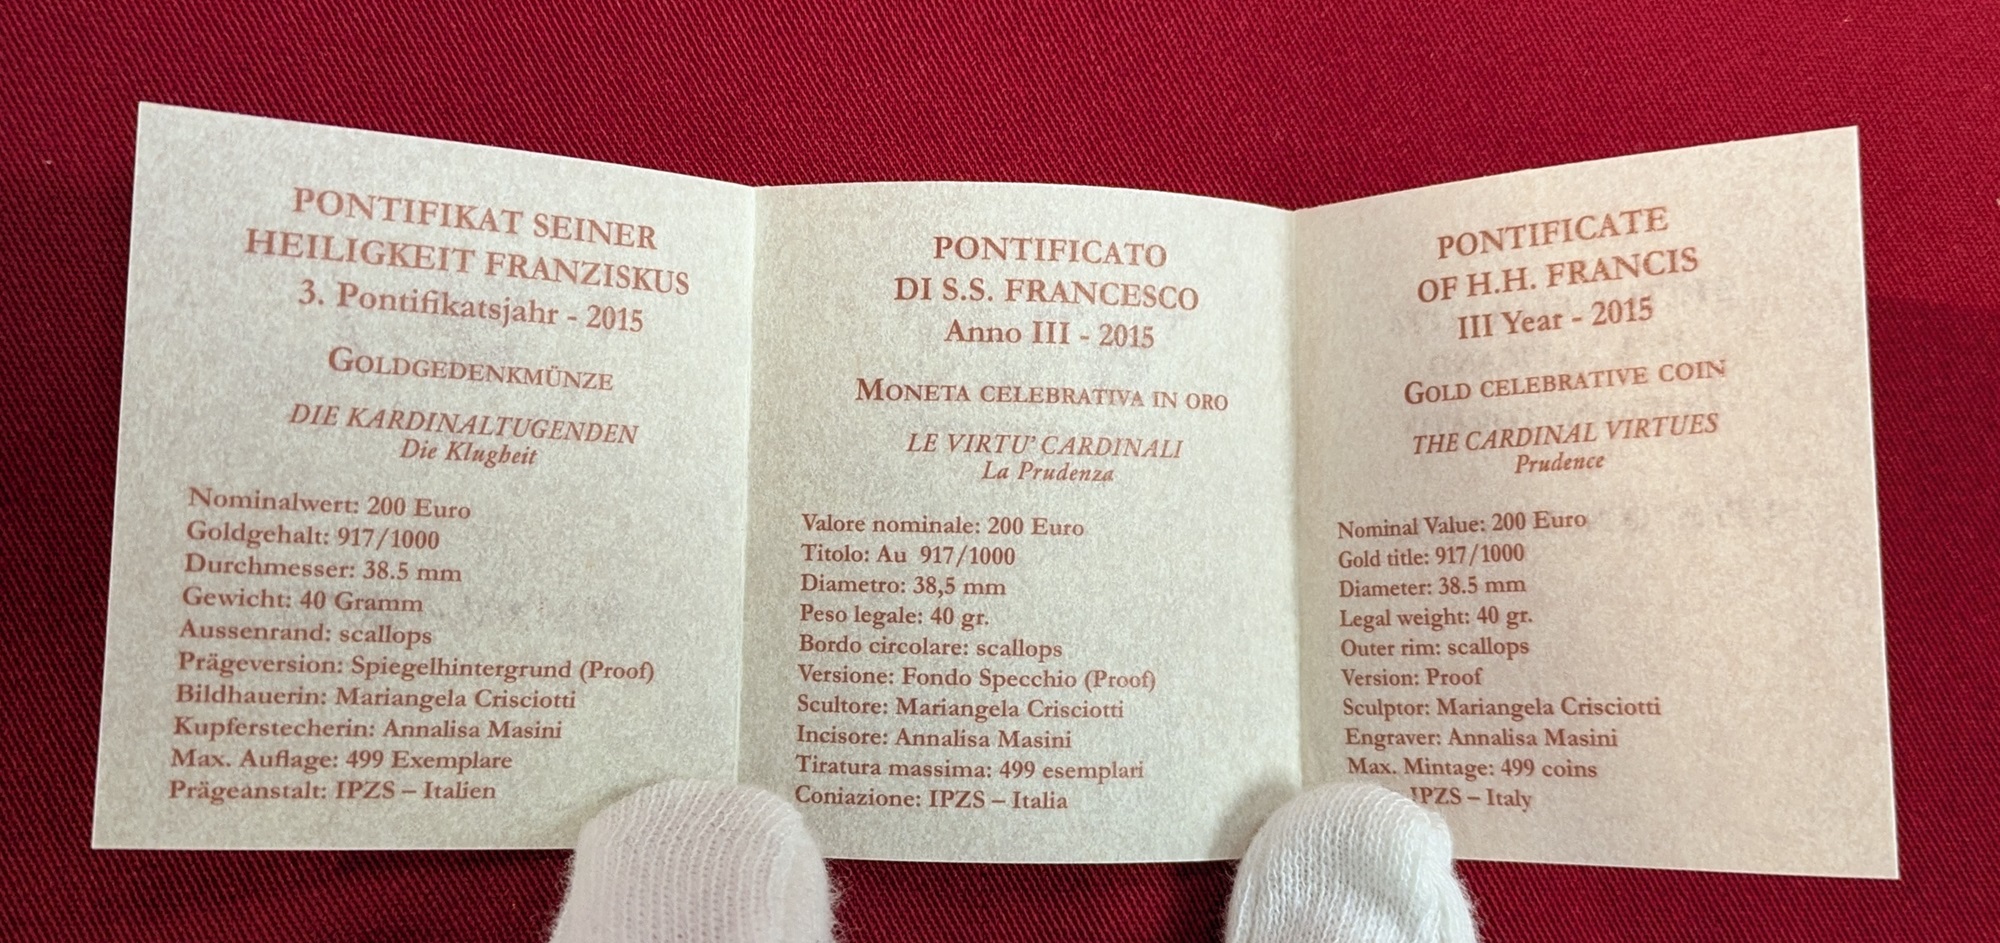 PONTIFIKAT SEINER
HEILIGKEIT FRANZISKUS
3. Pontifikatsjahr - 2015
GOLDGEDENKMÜNZE
DIE KARDINALTUGENDEN
Die Klugheit
Nominalwert: 200 Euro
Goldgehalt: 917/1000
Durchmesser: 38.5 mm
Gewicht: 40 Gramm
Aussenrand: scallops
Prägeversion: Spiegelhintergrund (Proof)
Bildhauerin: Mariangela Crisciotti
Kupferstecherin: Annalisa Masini
Max. Auflage: 499 Exemplare
Prägeanstalt: IPZS – Italien
PONTIFICATO
DI S.S. FRANCESCO
Anno III - 2015
MONETA CELEBRATIVA IN ORO
LE VIRTU' CARDINALI
La Prudenza
Valore nominale: 200 Euro
Titolo: Au 917/1000
Diametro: 38,5 mm
Peso legale: 40 gr.
Bordo circolare: scallops
Versione: Fondo Specchio (Proof)
Scultore: Mariangela Crisciotti
Incisore: Annalisa Masini
Tiratura massima: 499 esemplari
Coniazione: IPZS – Italia
PONTIFICATE
OF H.H. FRANCIS
III Year - 2015
GOLD CELEBRATIVE COIN
THE CARDINAL VIRTUES
Prudence
Nominal Value: 200 Euro
Gold title: 917/1000
Diameter: 38.5 mm
Legal weight: 40 gr.
Outer rim: scallops
Version: Proof
Sculptor: Mariangela Crisciotti
Engraver: Annalisa Masini
Max. Mintage: 499 coins
IPZS – Italy